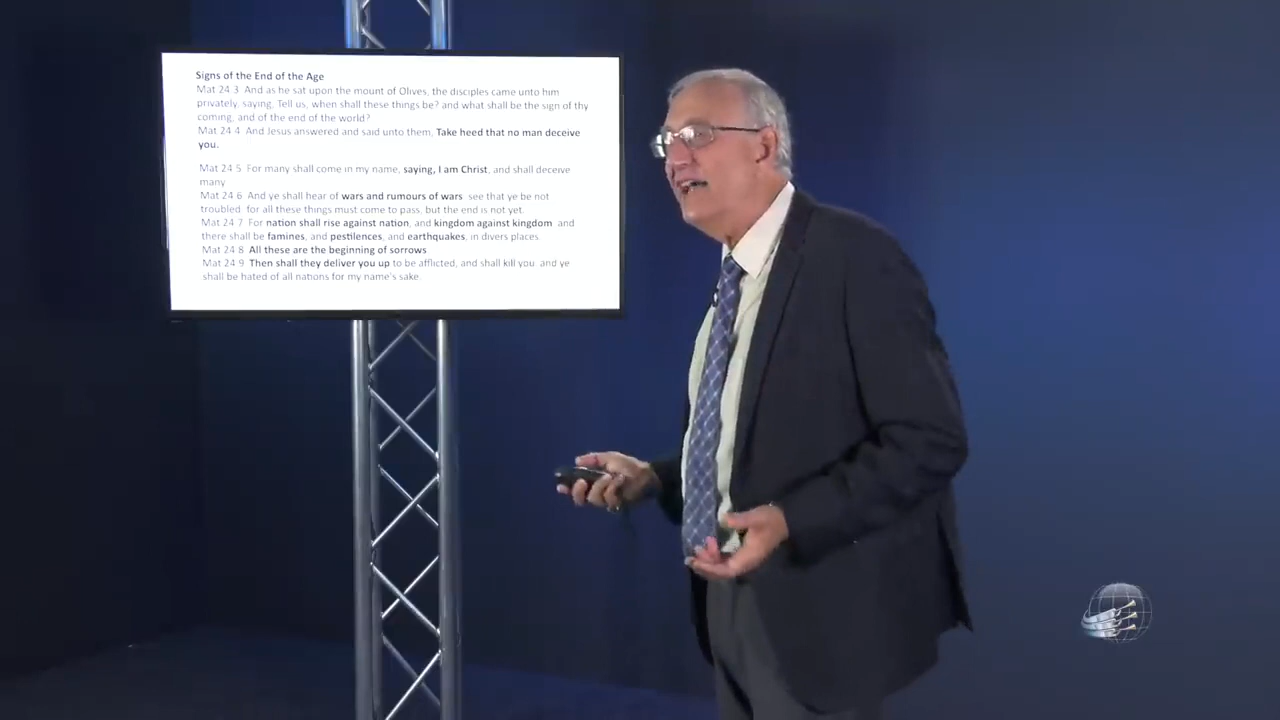 Signs of the End of the Age
Mat 24 3 And as he sat upon the mount of Olives, the disciples came unto him
privately, saying, Tell us, when shall these things be? and what shall be the sign of thy
coming, and of the end of the world?
Mat 24 4 And Jesus answered and said unto them, Take heed that no man deceive
you.
Mat 24 5 For many shall come in my name, saying, I am Christ, and shall deceive
many
Mat 24 6 And ye shall hear of wars and rumours of wars see that ye be not
troubled for all these things must come to pass, but the end is not yet.
Mat 24 7 For nation shall rise against nation, and kingdom against kingdom and
there shall be famines, and pestilences, and earthquakes, in divers places.
Mat 24 8 All these are the beginning of sorrows
Mat 24 9 Then shall they deliver you up to be afflicted, and shall kill you and ye
shall be hated of all nations for my name's sake.